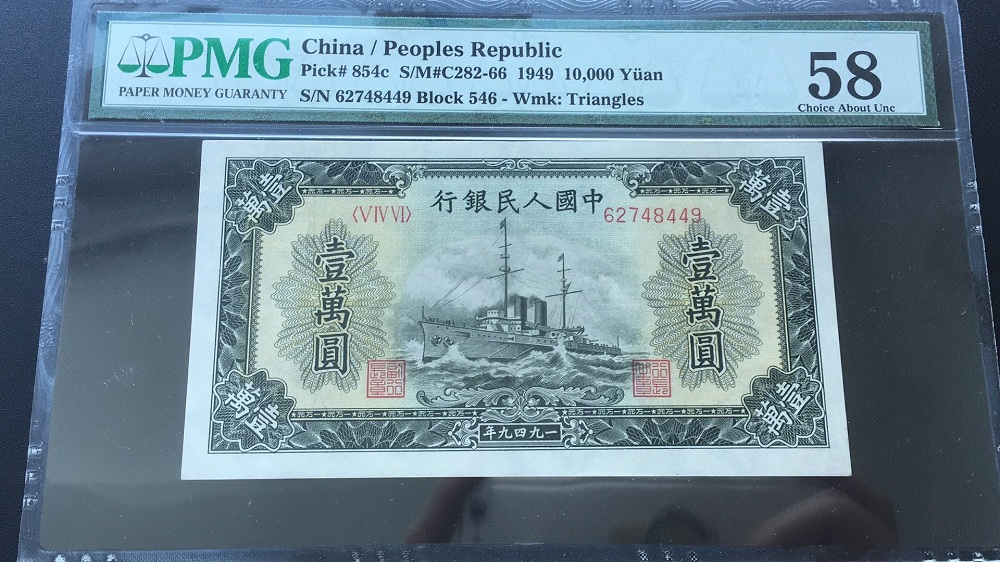 PMG
PAPER MONEY GUARANTY
China / Peoples Republic
Pick# 854c S/M#C282-66 1949 10,000 Yüan
S/N 62748449 Block 546 - Wmk: Triangles
58
Choice About Unc
行銀民人國中
〈VIV VI〉
62748449
壹萬
壹萬
壹萬圓
壹萬圓
壹萬
壹萬
年九四九一